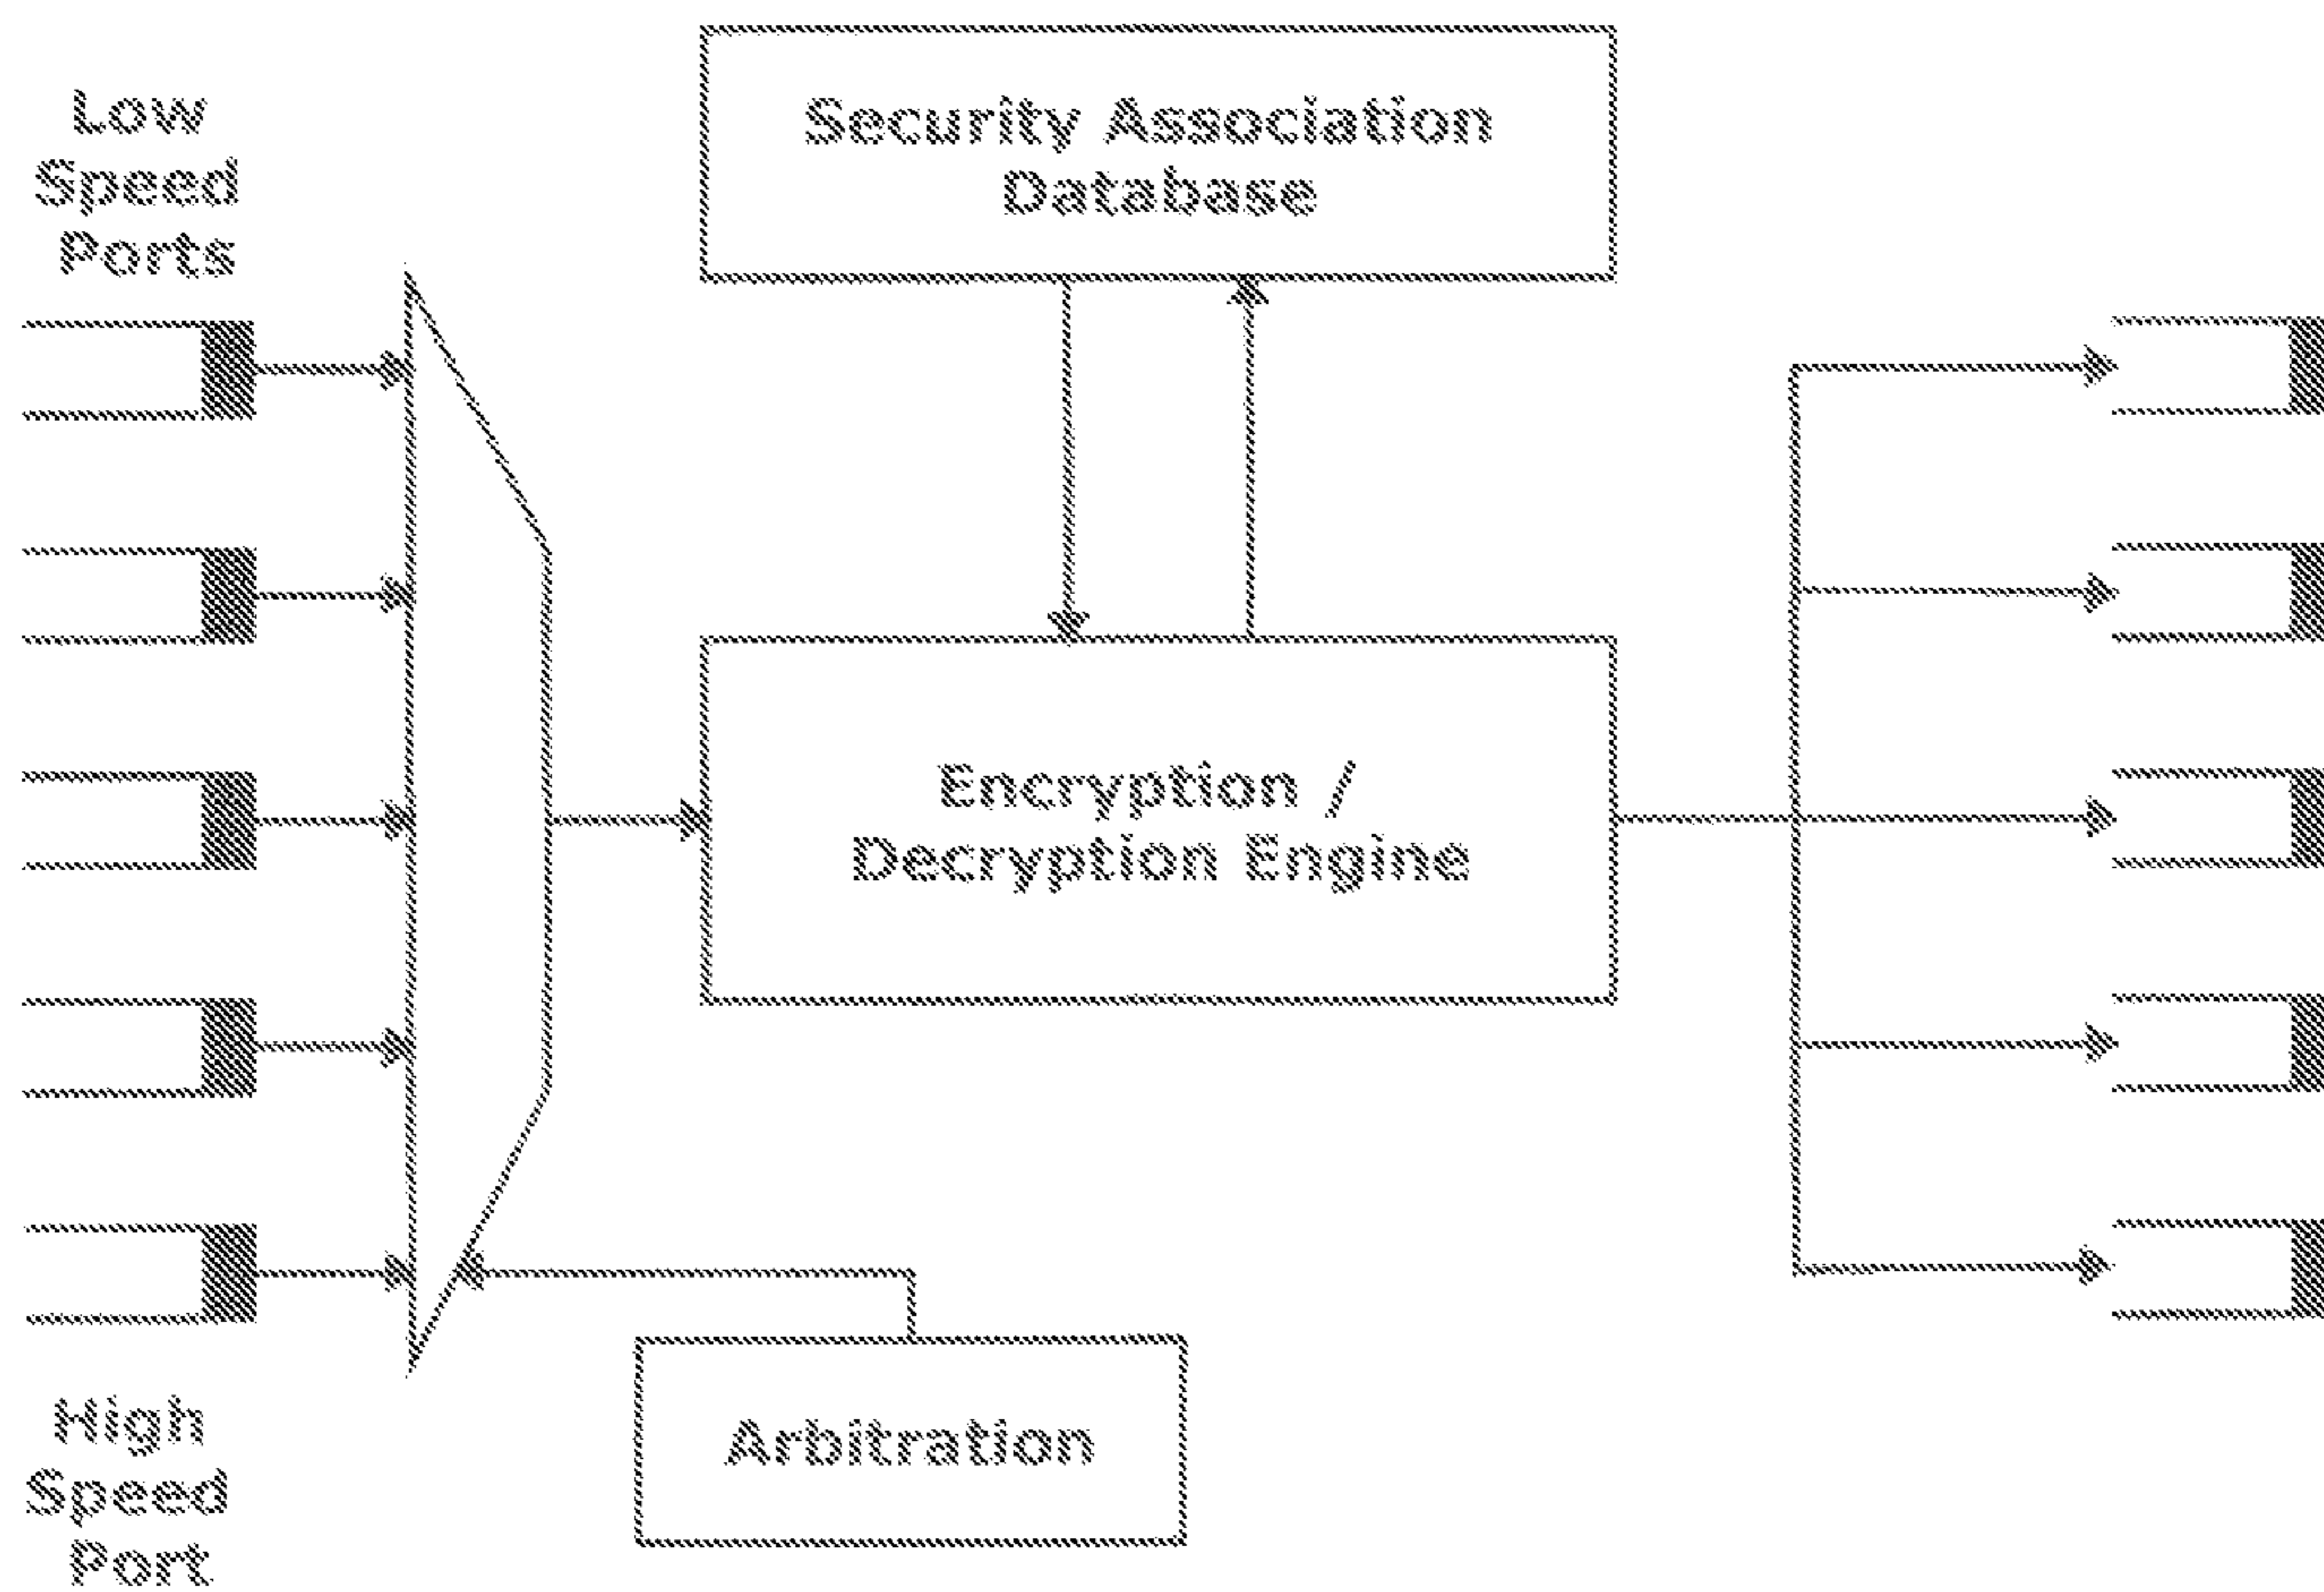 Low
Speed
Ports
Security Association
Database
Encryption /
Decryption Engine
Arbitration
High
Speed
Port